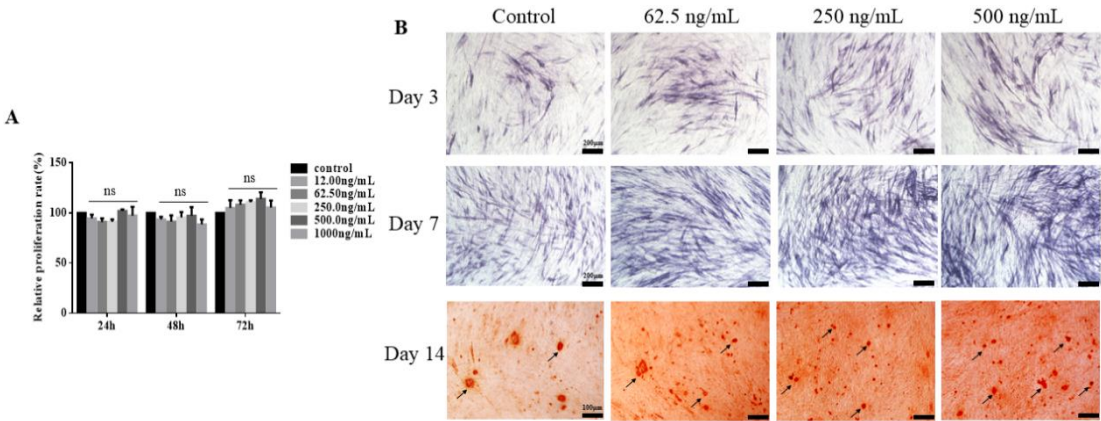 A
Relative proliferation rate(%)
150
100
50
0
ns
ns
ns
24h
48h
72h
control
12.00ng/mL
62.50ng/mL
250.0ng/mL
500.0ng/mL
1000ng/mL
B
Control
62.5 ng/mL
250 ng/mL
500 ng/mL
Day 3
200μm
Day 7
200μm
Day 14
200μm